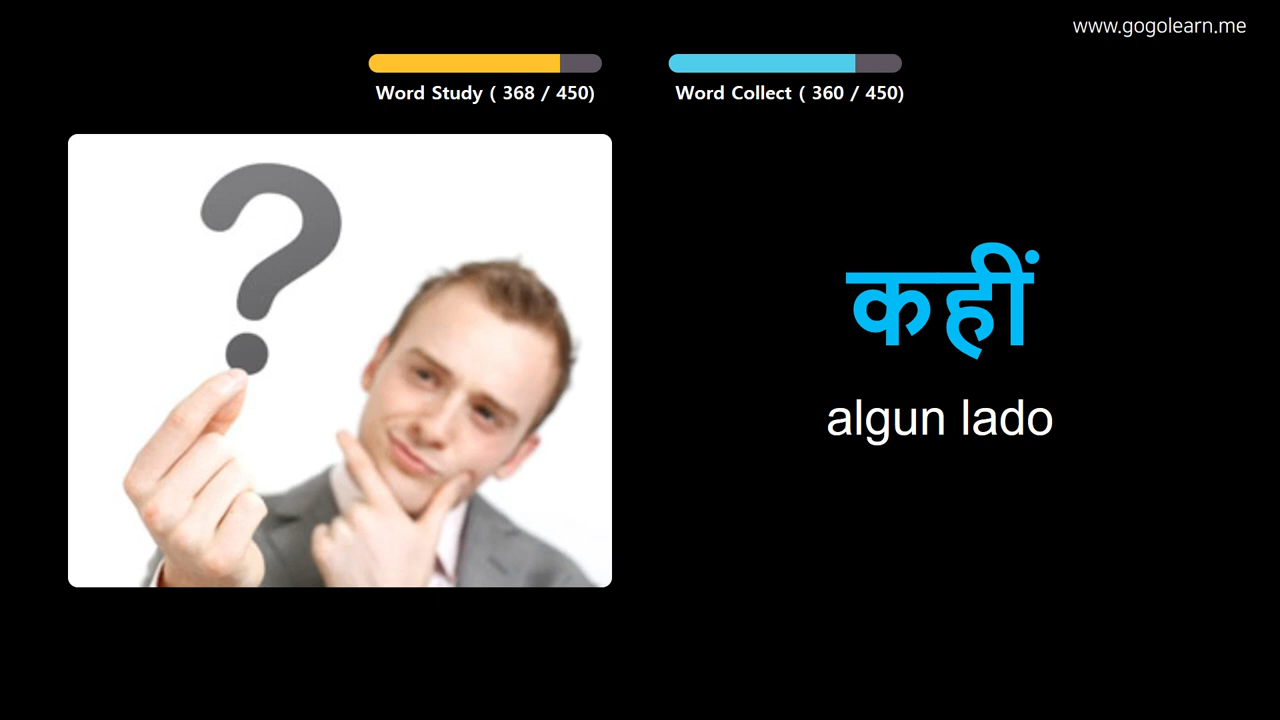 www.gogolearn.me
Word Study ( 368 / 450)
Word Collect ( 360 / 450)
कहीं
algun lado